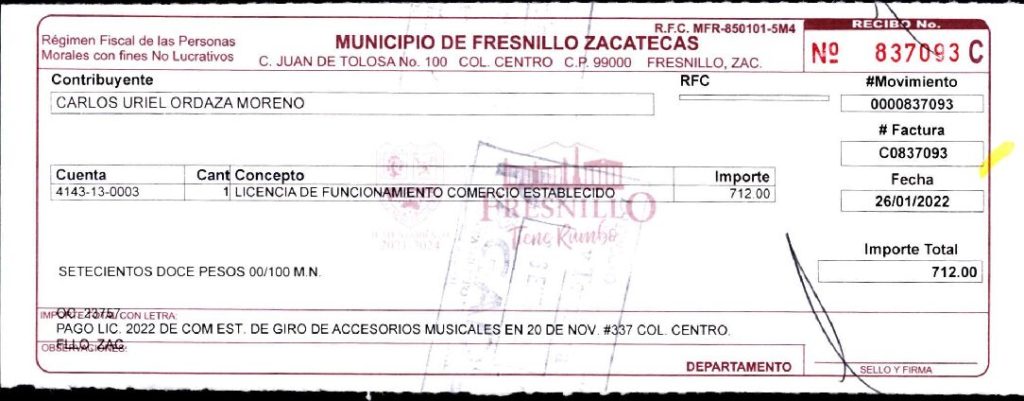 R.F.C. MFR-850101-5M4
RECIBO No.
Régimen Fiscal de las Personas
Morales con fines No Lucrativos
MUNICIPIO DE FRESNILLO ZACATECAS
C. JUAN DE TOLOSA No. 100 COL. CENTRO C.P. 99000 FRESNILLO, ZAC.
Nº 837093 C
Contribuyente
RFC
#Movimiento
CARLOS URIEL ORDAZA MORENO
0000837093
# Factura
C0837093
Cuenta Cant Concepto Importe
Fecha
4143-13-0003 1 LICENCIA DE FUNCIONAMIENTO COMERCIO ESTABLECIDO 712.00
26/01/2022
FRESNILLO
Tiene Rumbo
Importe Total
SETECIENTOS DOCE PESOS 00/100 M.N.
712.00
OC. 23757
IMPORTE TOTAL CON LETRA:
PAGO LIC. 2022 DE COM EST. DE GIRO DE ACCESORIOS MUSICALES EN 20 DE NOV. #337 COL. CENTRO.
FLLO. ZAC
OBSERVACIONES:
DEPARTAMENTO
SELLO Y FIRMA